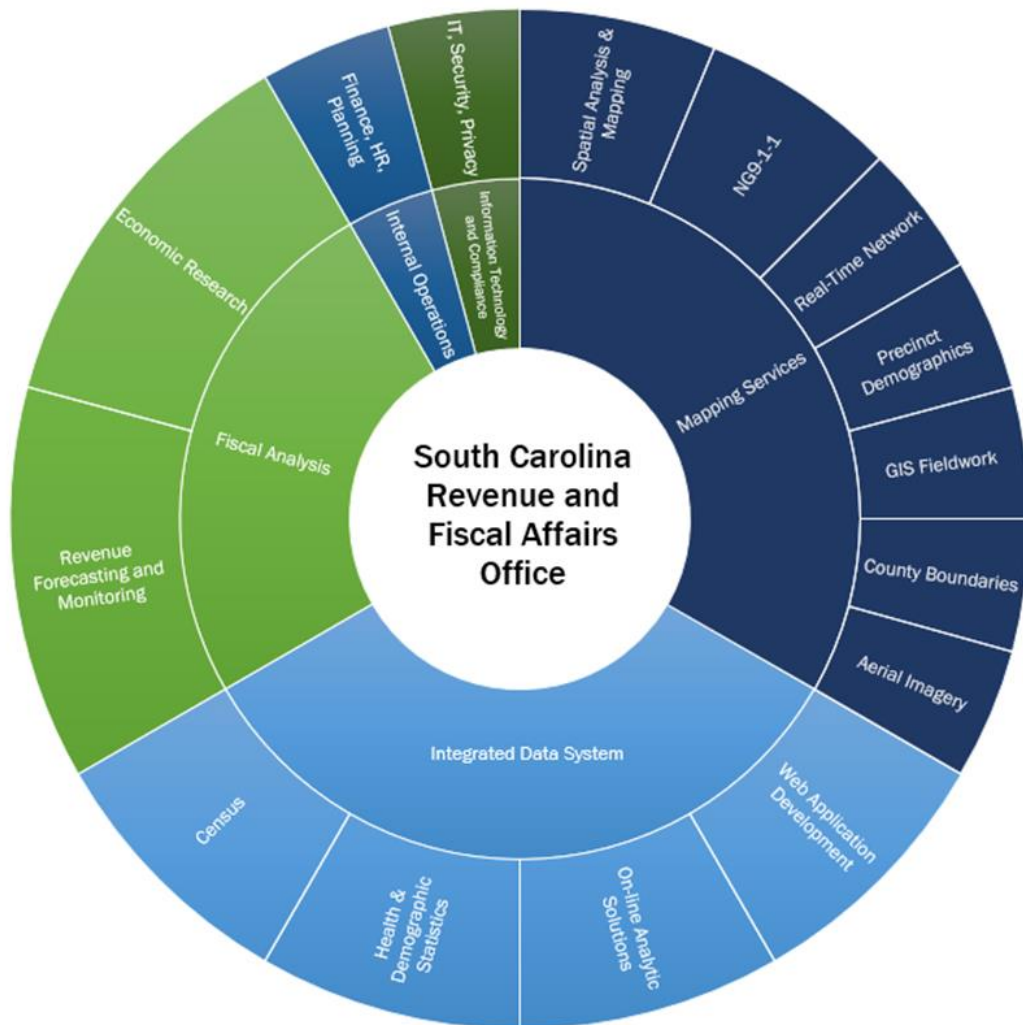 South Carolina
Revenue and
Fiscal Affairs
Office
Mapping Services
Spatial Analysis &
Mapping
NG9-1-1
Real-Time Network
Precinct
Demographics
GIS Fieldwork
County Boundaries
Aerial Imagery
Integrated Data System
Web Application
Development
On-line Analytic
Solutions
Health &
Demographic
Statistics
Census
Fiscal Analysis
Revenue
Forecasting and
Monitoring
Economic Research
Internal Operations
Finance, HR,
Planning
Information Technology
and Compliance
IT, Security, Privacy